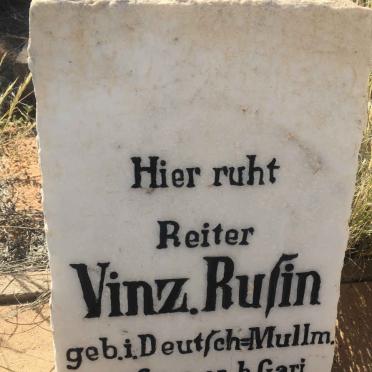 Hier ruht
Reiter
Vinz. Ruſin
geb. i. Deutſch=Mullm.